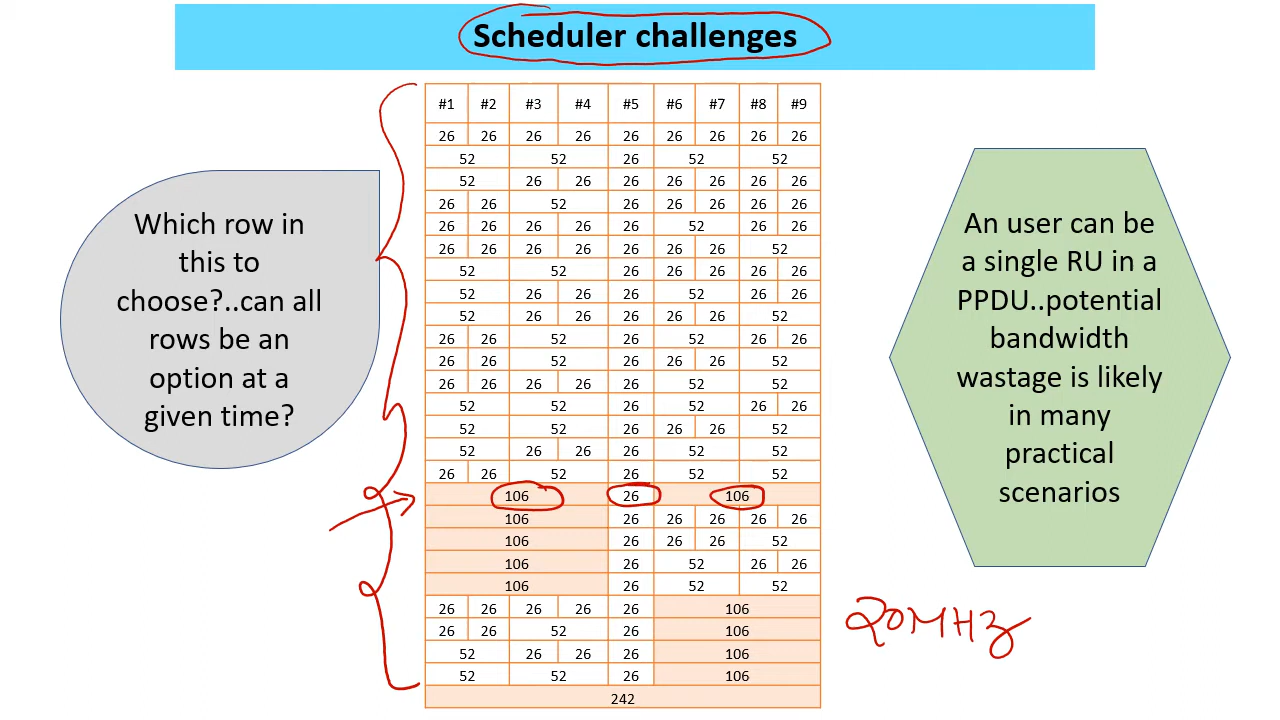 Scheduler challenges
Which row in
this to
choose?..can all
rows be an
option at a
given time?
#1 #2 #3 #4 #5 #6 #7 #8 #9
26 26 26 26 26 26 26 26 26
52 52 26 52 52
52 26 26 26 26 26 26 26
26 26 52 26 26 26 26 26
26 26 26 26 26 52 26 26
26 26 26 26 26 26 26 52
52 52 26 26 26 26 26
52 26 26 26 52 26 26
52 26 26 26 26 26 52
26 26 52 26 52 26 26
26 26 52 26 26 26 52
26 26 26 26 26 52 52
52 52 26 52 26 26
52 52 26 26 26 52
52 26 26 26 52 52
26 26 52 26 52 52
106 26 106
106 26 26 26 26 26
106 26 26 26 52
106 26 52 26 26
106 26 52 52
26 26 26 26 26 106
26 26 52 26 106
52 26 26 26 106
52 52 26 106
242
An user can be
a single RU in a
PPDU..potential
bandwidth
wastage is likely
in many
practical
scenarios
20MHz